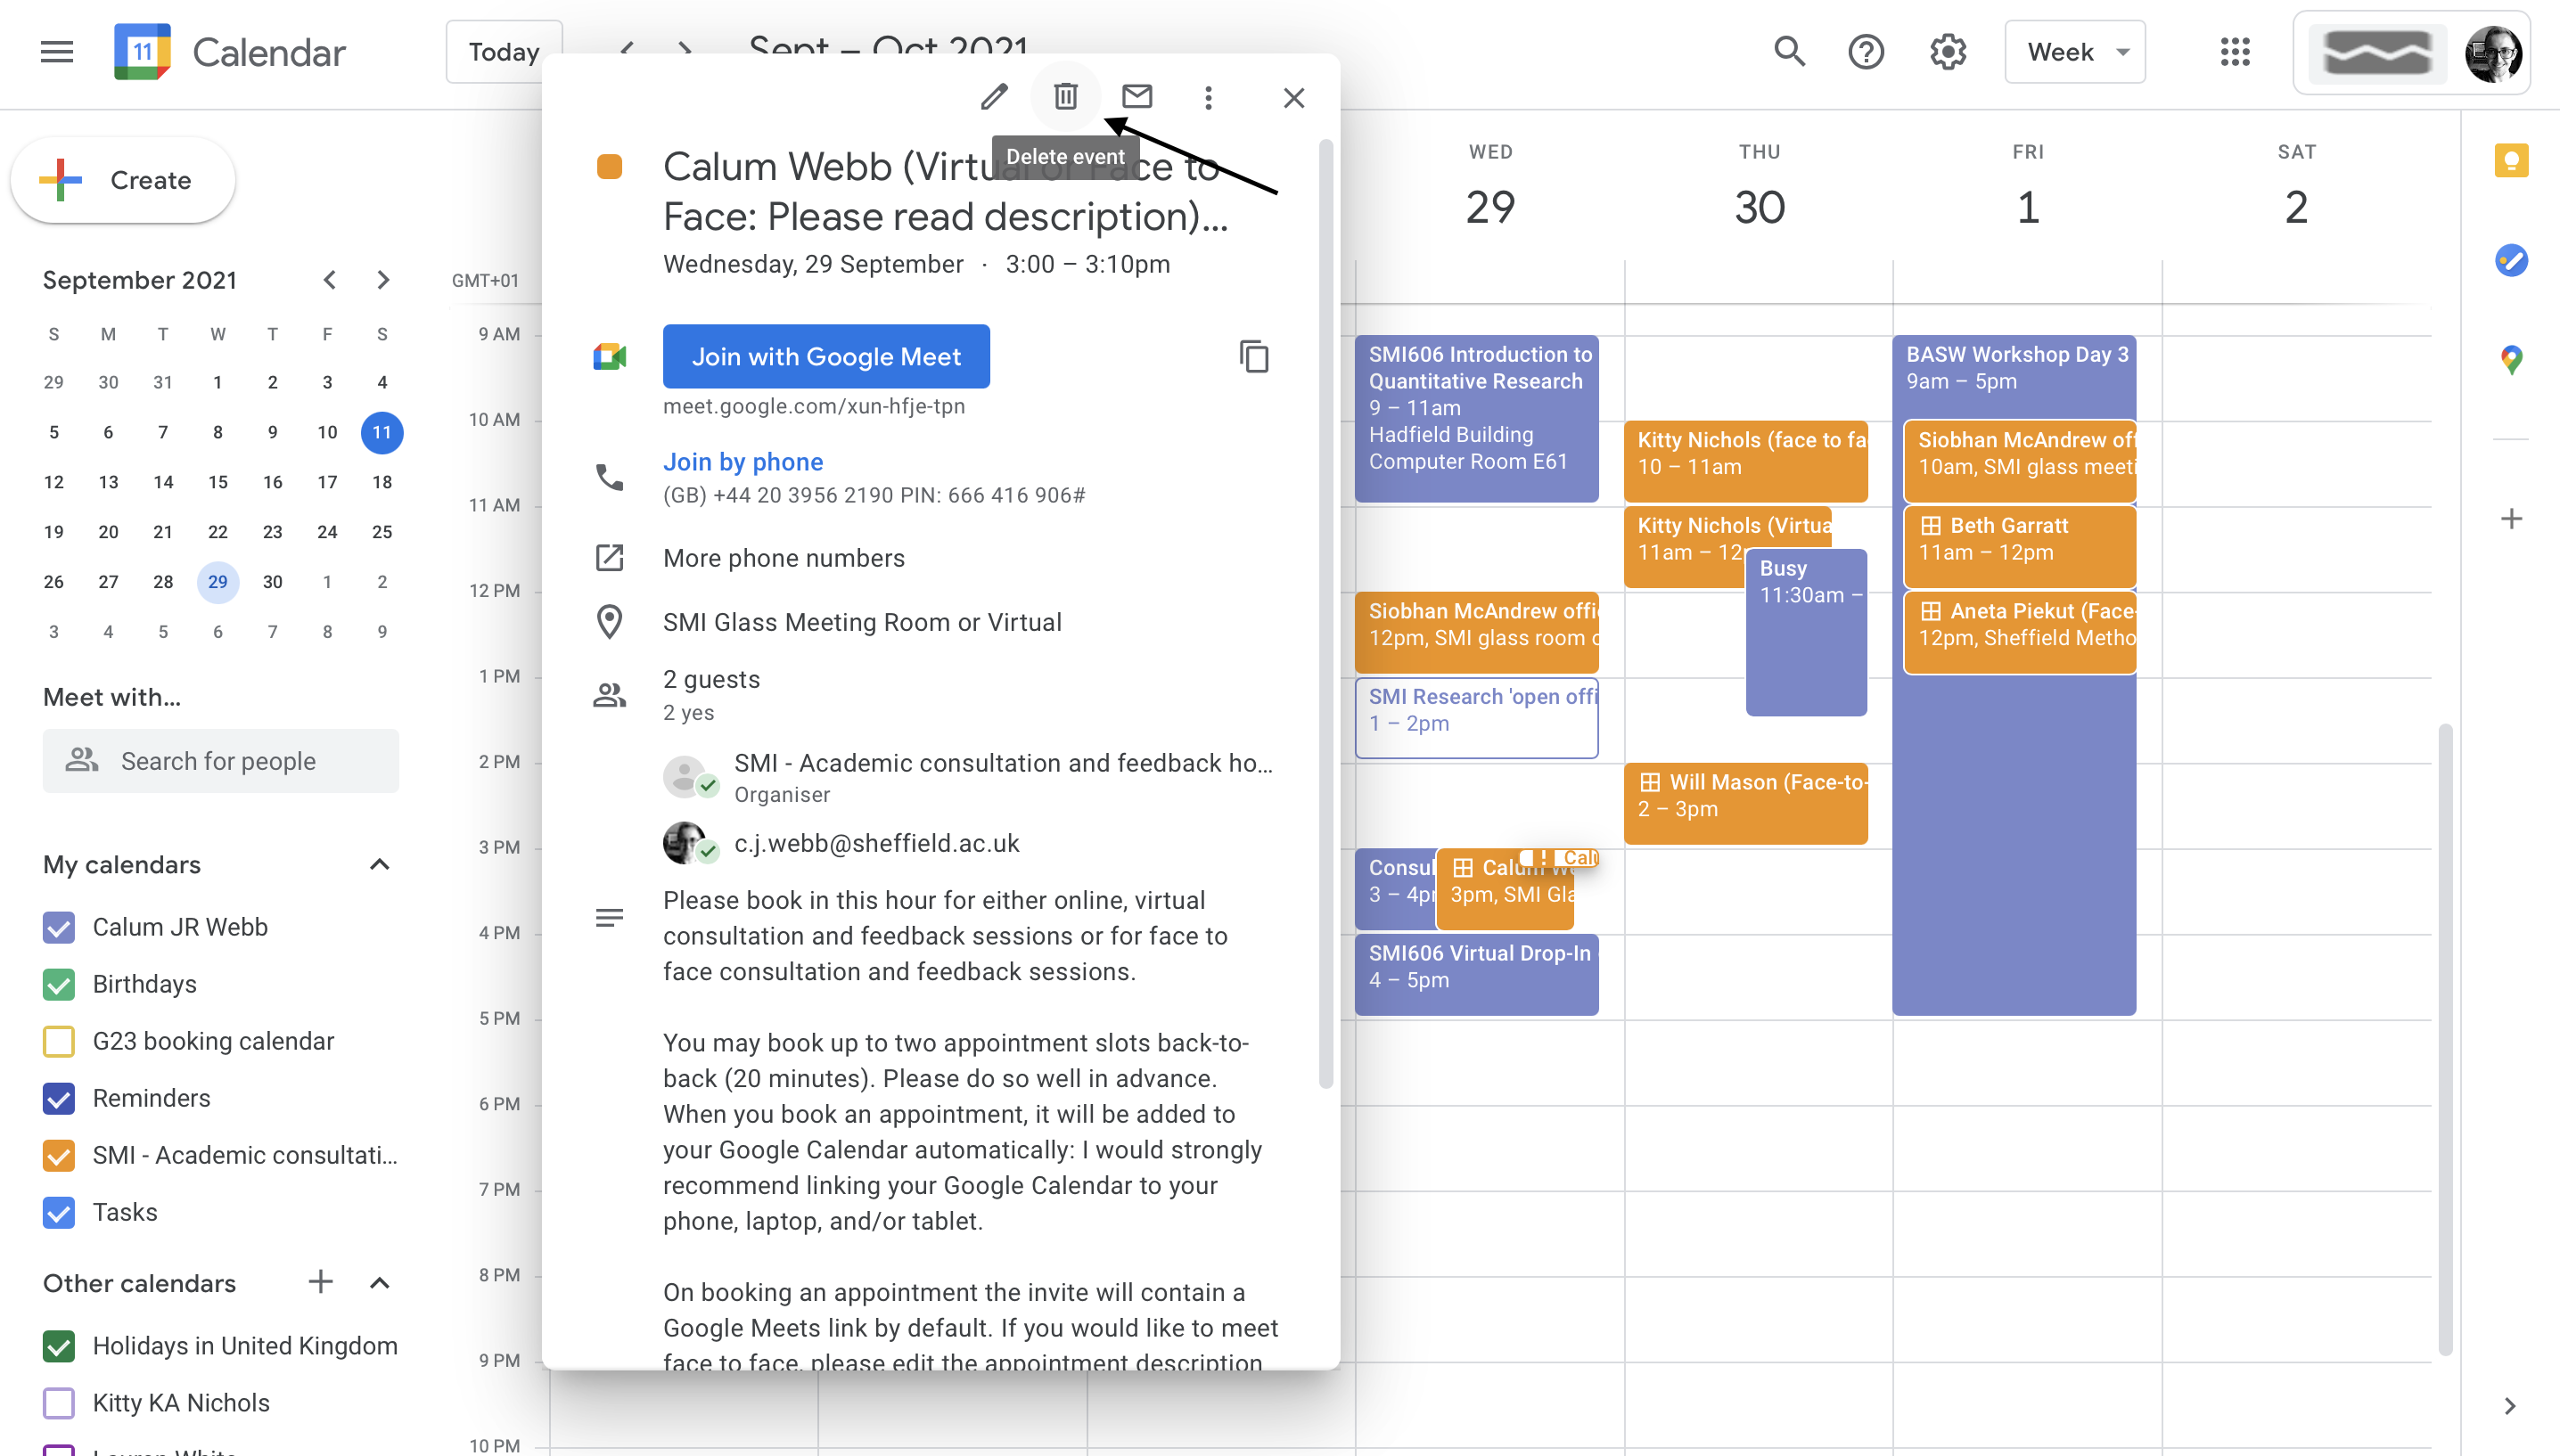 11 Calendar
Today
Sept – Oct 2021
Week
Create
Delete event
Calum Webb (Virtual or Face to
Face: Please read description)...
Wednesday, 29 September · 3:00 – 3:10pm
Join with Google Meet
meet.google.com/xun-hfje-tpn
Join by phone
(GB) +44 20 3956 2190 PIN: 666 416 906#
More phone numbers
SMI Glass Meeting Room or Virtual
2 guests
2 yes
SMI - Academic consultation and feedback ho...
Organiser
c.j.webb@sheffield.ac.uk
Please book in this hour for either online, virtual
consultation and feedback sessions or for face to
face consultation and feedback sessions.
You may book up to two appointment slots back-to-
back (20 minutes). Please do so well in advance.
When you book an appointment, it will be added to
your Google Calendar automatically: I would strongly
recommend linking your Google Calendar to your
phone, laptop, and/or tablet.
On booking an appointment the invite will contain a
Google Meets link by default. If you would like to meet
face to face, please edit the appointment description
September 2021
S M T W T F S
29 30 31 1 2 3 4
5 6 7 8 9 10 11
12 13 14 15 16 17 18
19 20 21 22 23 24 25
26 27 28 29 30 1 2
3 4 5 6 7 8 9
Meet with...
Search for people
My calendars
Calum JR Webb
Birthdays
G23 booking calendar
Reminders
SMI - Academic consultati...
Tasks
Other calendars
Holidays in United Kingdom
Kitty KA Nichols
Lauren White
GMT+01
9 AM
10 AM
11 AM
12 PM
1 PM
2 PM
3 PM
4 PM
5 PM
6 PM
7 PM
8 PM
9 PM
10 PM
WED
29
THU
30
FRI
1
SAT
2
SMI606 Introduction to
Quantitative Research
9 – 11am
Hadfield Building
Computer Room E61
Siobhan McAndrew offi
12pm, SMI glass room o
SMI Research 'open offi
1 – 2pm
Consul
3 – 4p
Calum W
3pm, SMI Gla
! Calu
SMI606 Virtual Drop-In
4 – 5pm
Kitty Nichols (face to fa
10 – 11am
Kitty Nichols (Virtua
11am – 12
Busy
11:30am –
Will Mason (Face-to-
2 – 3pm
BASW Workshop Day 3
9am – 5pm
Siobhan McAndrew off
10am, SMI glass meeti
Beth Garratt
11am – 12pm
Aneta Piekut (Face-
12pm, Sheffield Metho